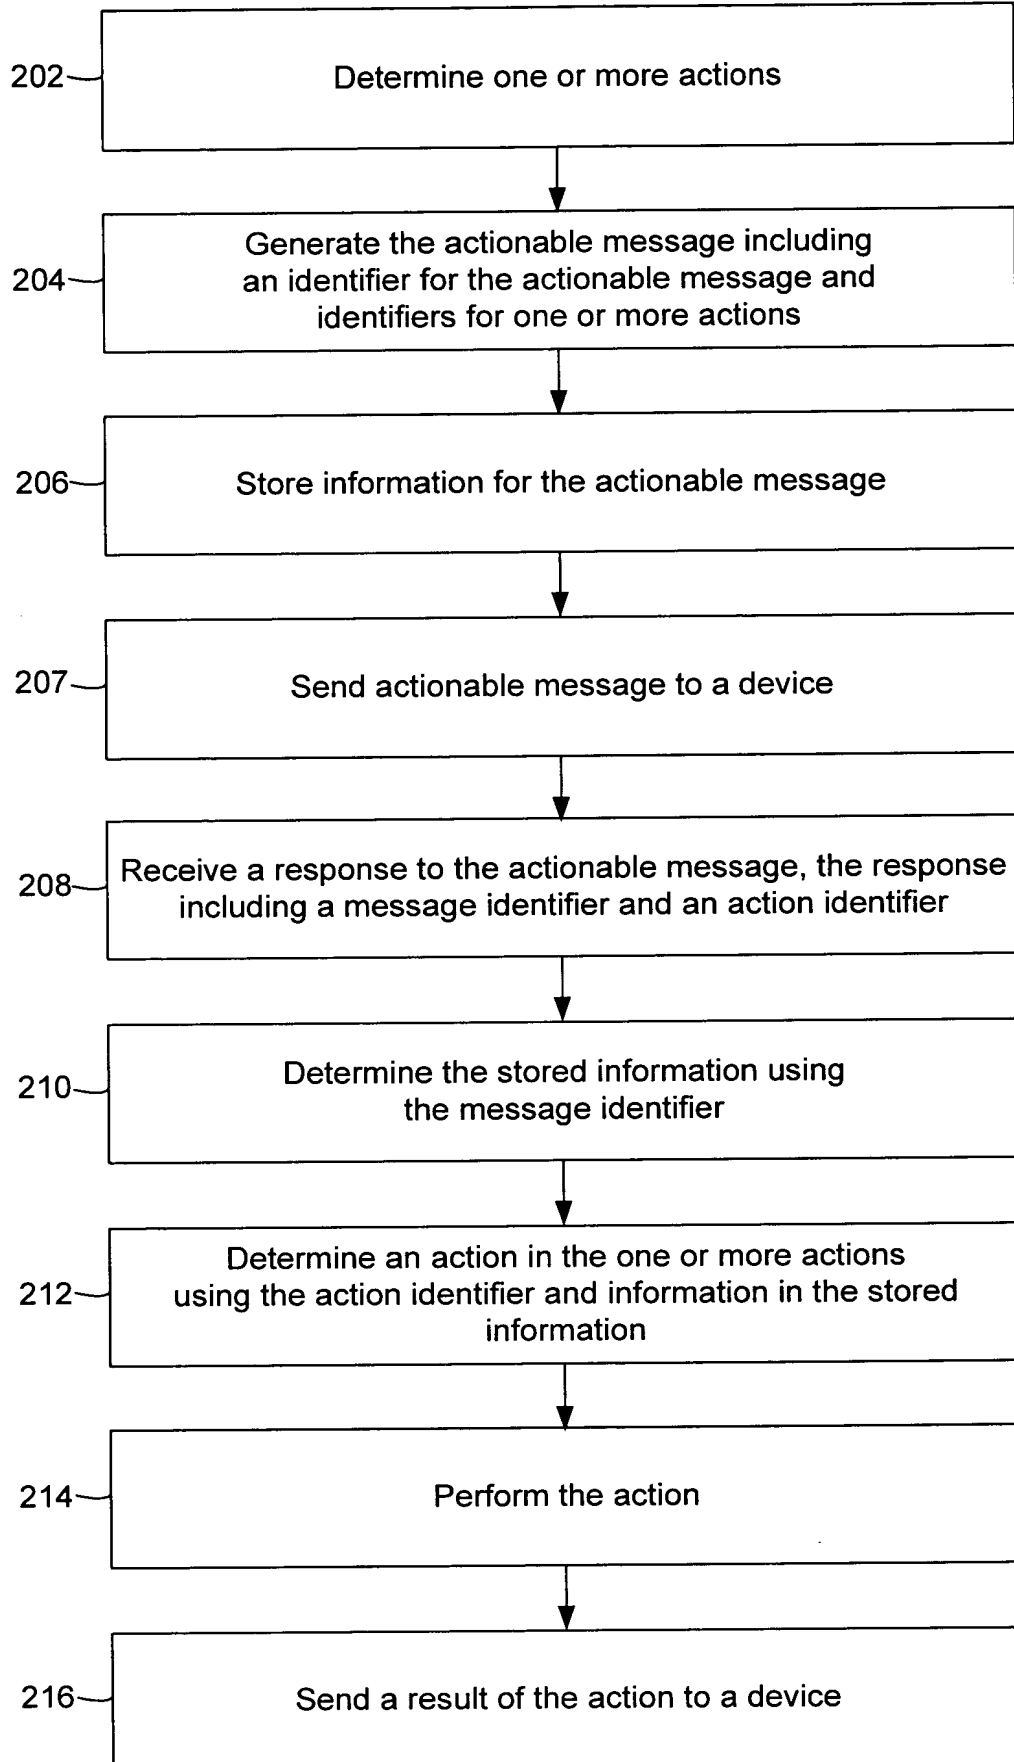 202
Determine one or more actions
204
Generate the actionable message including
an identifier for the actionable message and
identifiers for one or more actions
206
Store information for the actionable message
207
Send actionable message to a device
208
Receive a response to the actionable message, the response
including a message identifier and an action identifier
210
Determine the stored information using
the message identifier
212
Determine an action in the one or more actions
using the action identifier and information in the stored
information
214
Perform the action
216
Send a result of the action to a device